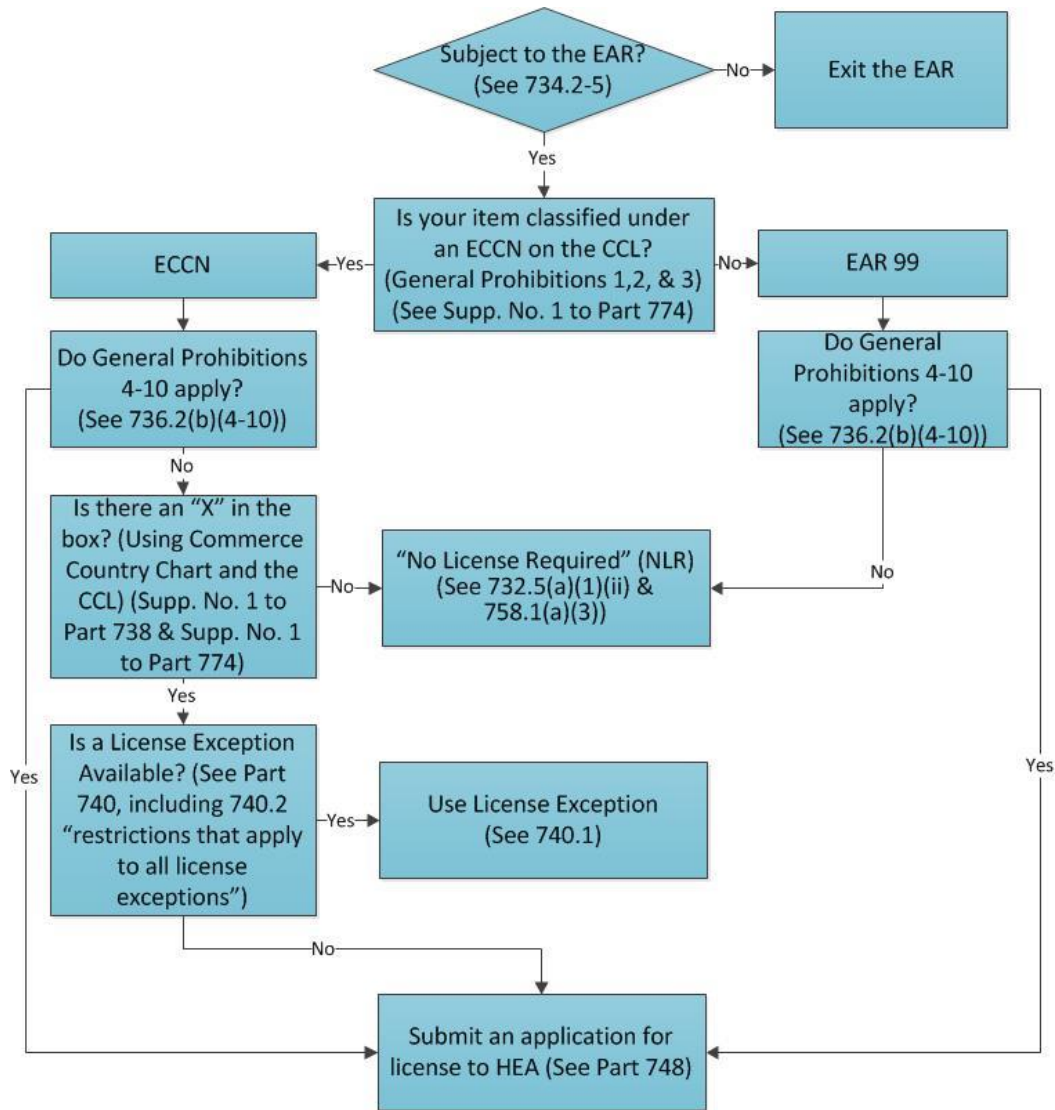 Subject to the EAR?
(See 734.2-5)
No
Exit the EAR
Yes
Is your item classified under
an ECCN on the CCL?
(General Prohibitions 1,2, & 3)
(See Supp. No. 1 to Part 774)
Yes
ECCN
No
EAR 99
Do General Prohibitions
4-10 apply?
(See 736.2(b)(4-10))
Do General
Prohibitions 4-10
apply?
(See 736.2(b)(4-10))
No
Is there an “X” in the
box? (Using Commerce
Country Chart and the
CCL) (Supp. No. 1 to
Part 738 & Supp. No. 1
to Part 774)
No
“No License Required” (NLR)
(See 732.5(a)(1)(ii) &
758.1(a)(3))
No
Yes
Is a License Exception
Available? (See Part
740, including 740.2
“restrictions that apply
to all license
exceptions”)
Yes
Use License Exception
(See 740.1)
Yes
Yes
No
Submit an application for
license to HEA (See Part 748)